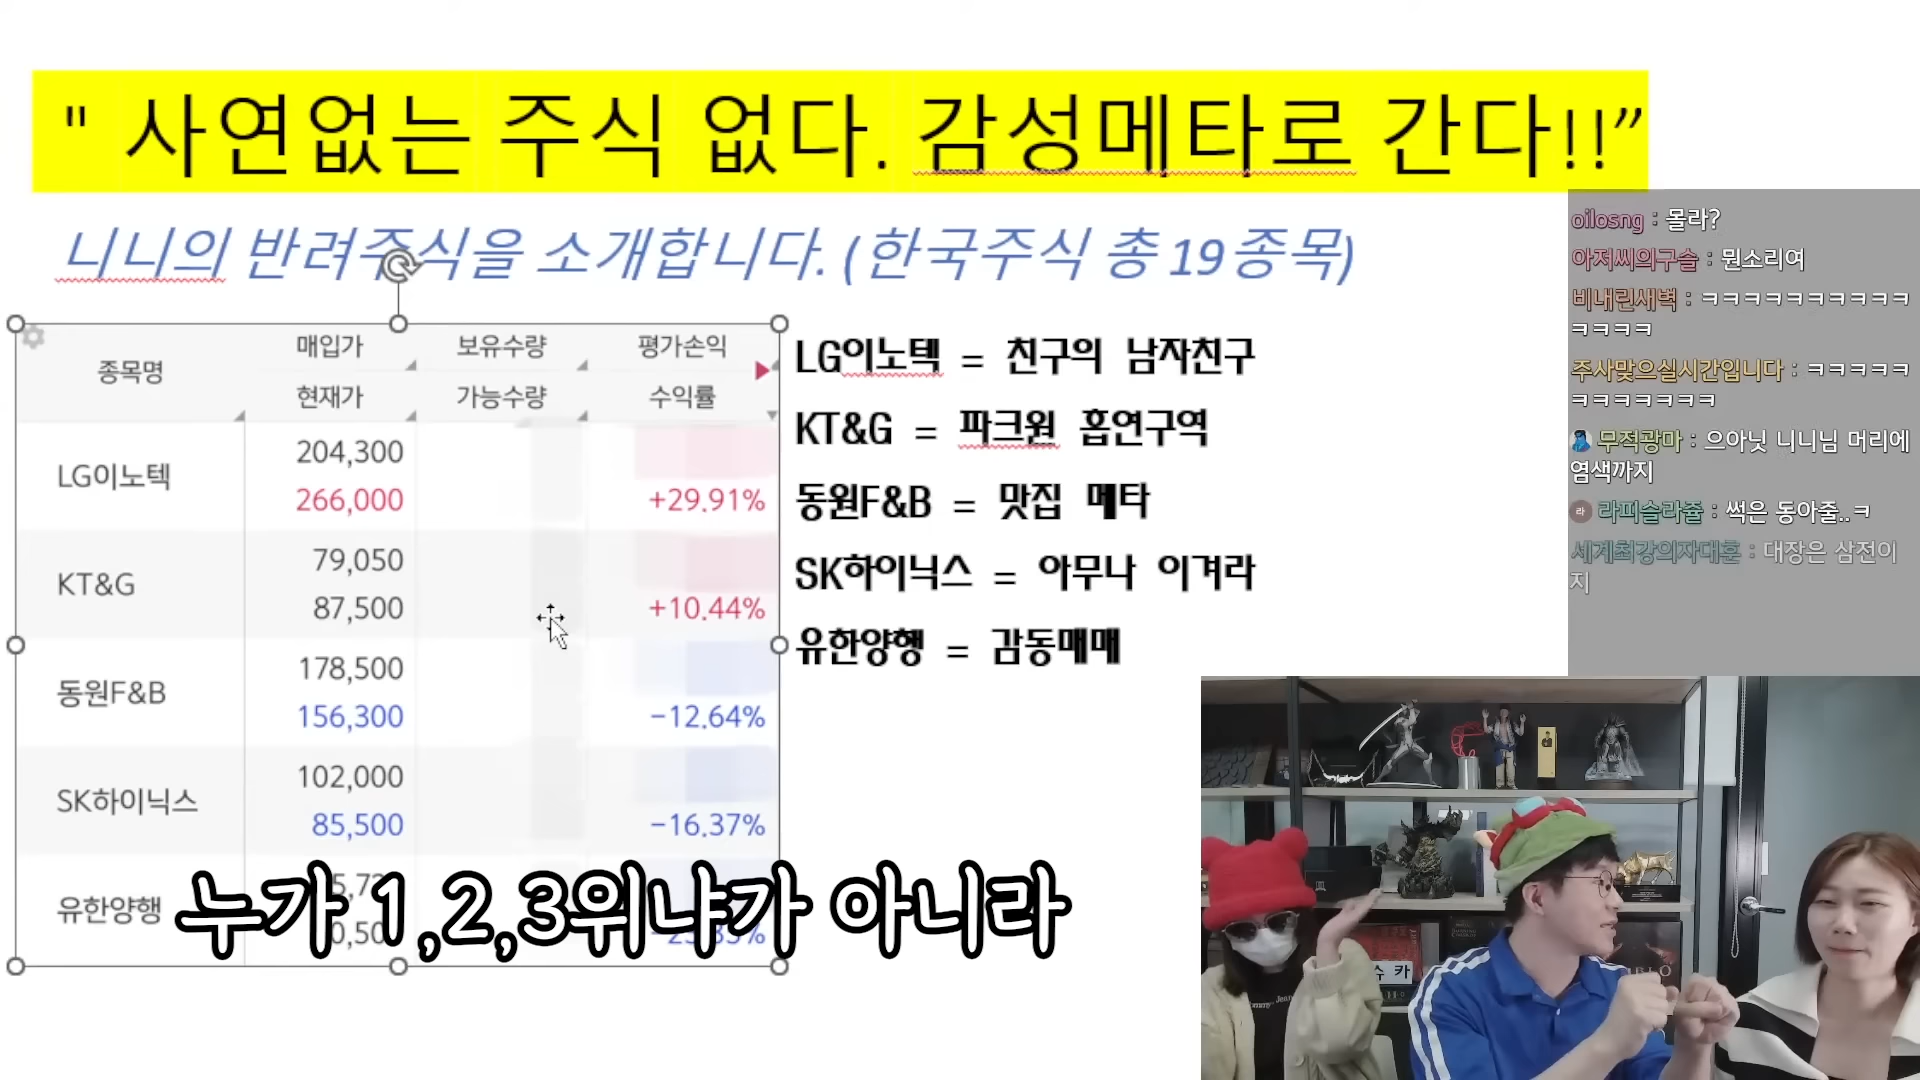 " 사연없는 주식 없다. 감성메타로 간다!!”
니니의 반려주식을 소개합니다. (한국주식 총 19종목)
종목명
매입가
보유수량
평가손익
현재가
가능수량
수익률
LG이노텍
204,300
266,000
+29.91%
KT&G
79,050
87,500
+10.44%
동원F&B
178,500
156,300
-12.64%
SK하이닉스
102,000
85,500
-16.37%
유한양행
LG이노텍 = 친구의 남자친구
KT&G = 파크원 흡연구역
동원F&B = 맛집 메타
SK하이닉스 = 아무나 이겨라
유한양행 = 감동매매
oilosng : 몰라?
아저씨의구슬 : 뭔소리여
비내린새벽 : ㅋㅋㅋㅋㅋㅋㅋㅋㅋㅋ
ㅋㅋㅋㅋ
주사맞으실시간입니다 : ㅋㅋㅋㅋㅋ
ㅋㅋㅋㅋㅋㅋㅋ
무적광마 : 으아닛 니니님 머리에
염색까지
라피슬라쥴 : 썩은 동아줄..ㅋ
세계최강의자대훈 : 대장은 삼전이
지
누가 1,2,3위냐가 아니라